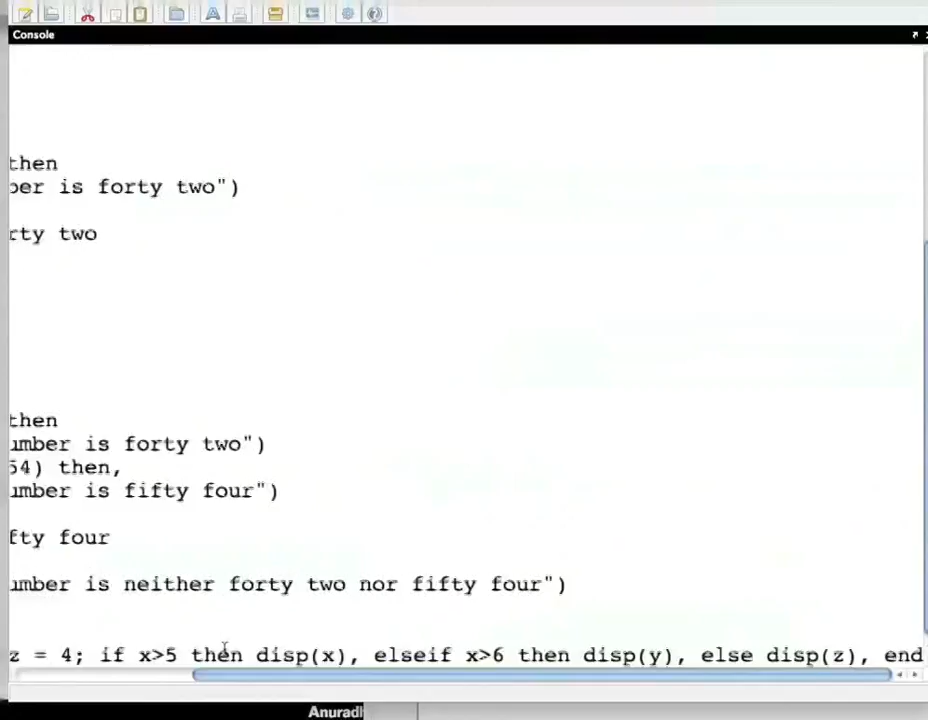 Console
then
ber is forty two")
rty two
then
umber is forty two")
54) then,
umber is fifty four")
fty four
umber is neither forty two nor fifty four")
z = 4; if x>5 then disp(x), elseif x>6 then disp(y), else disp(z), end
Anuradh